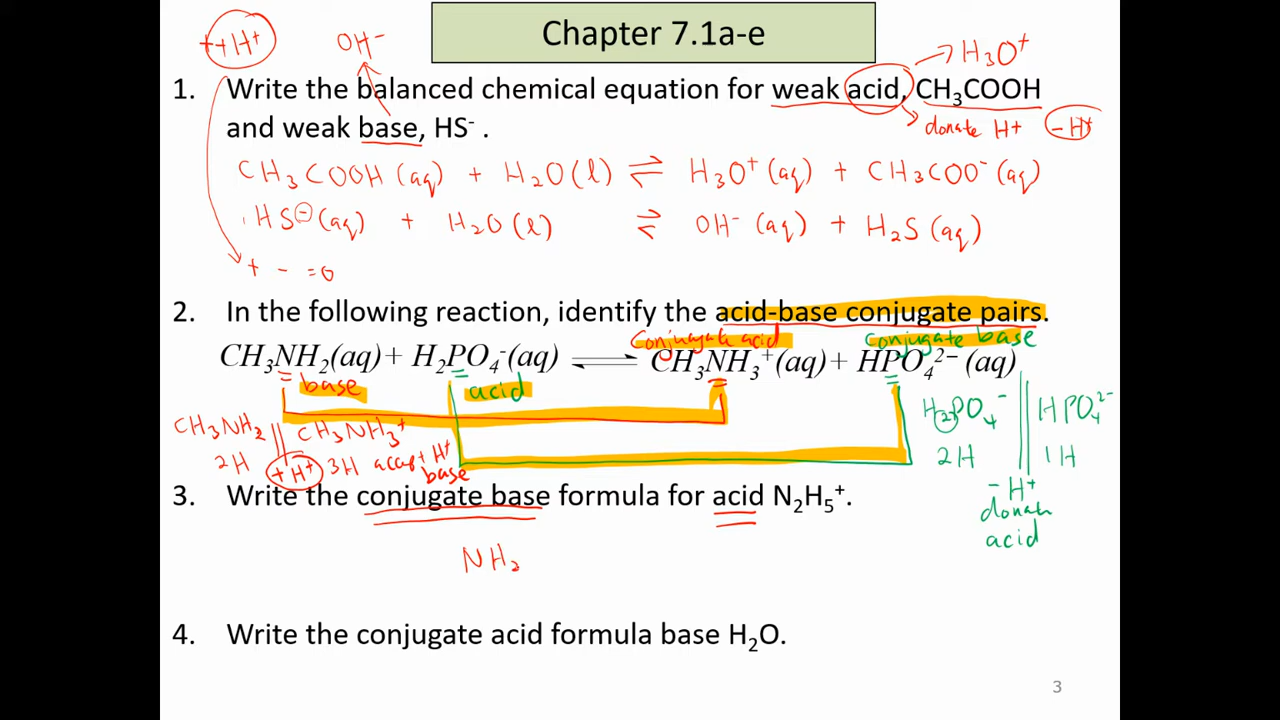 Chapter 7.1a-e
++H⁺
OH⁻
→ H₃O⁺
1. Write the balanced chemical equation for weak acid, CH₃COOH
donate H⁺ -H⁺
and weak base, HS⁻ .
CH₃COOH (aq) + H₂O(l) ⇌ H₃O⁺ (aq) + CH₃COO⁻ (aq)
HS⁻ (aq) + H₂O(l) ⇌ OH⁻ (aq) + H₂S (aq)
+ - = 0
2. In the following reaction, identify the acid-base conjugate pairs.
conjugate acid conjugate base
CH₃NH₂(aq) + H₂PO₄⁻(aq) ⇌ CH₃NH₃⁺(aq) + HPO₄²⁻ (aq)
base acid
CH₃NH₂ CH₃NH₃⁺ H₂PO₄⁻ HPO₄²⁻
2H +H⁺ 3H accept H⁺ 2H 1H
base
-H⁺
donate
acid
3. Write the conjugate base formula for acid N₂H₅⁺.
NH₂
4. Write the conjugate acid formula base H₂O.
3